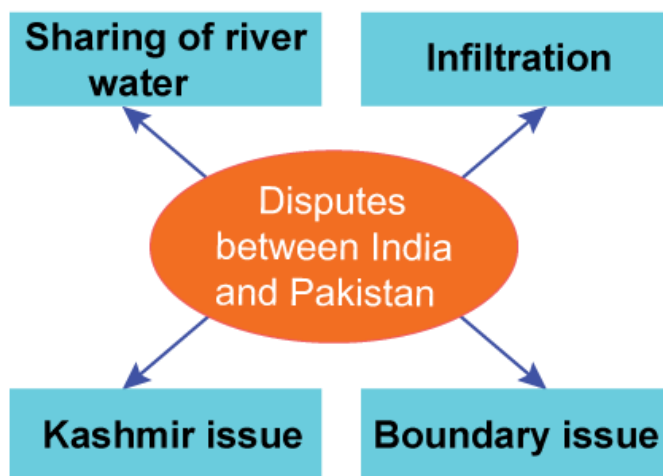 Sharing of river
water
Infiltration
Disputes
between India
and Pakistan
Kashmir issue
Boundary issue